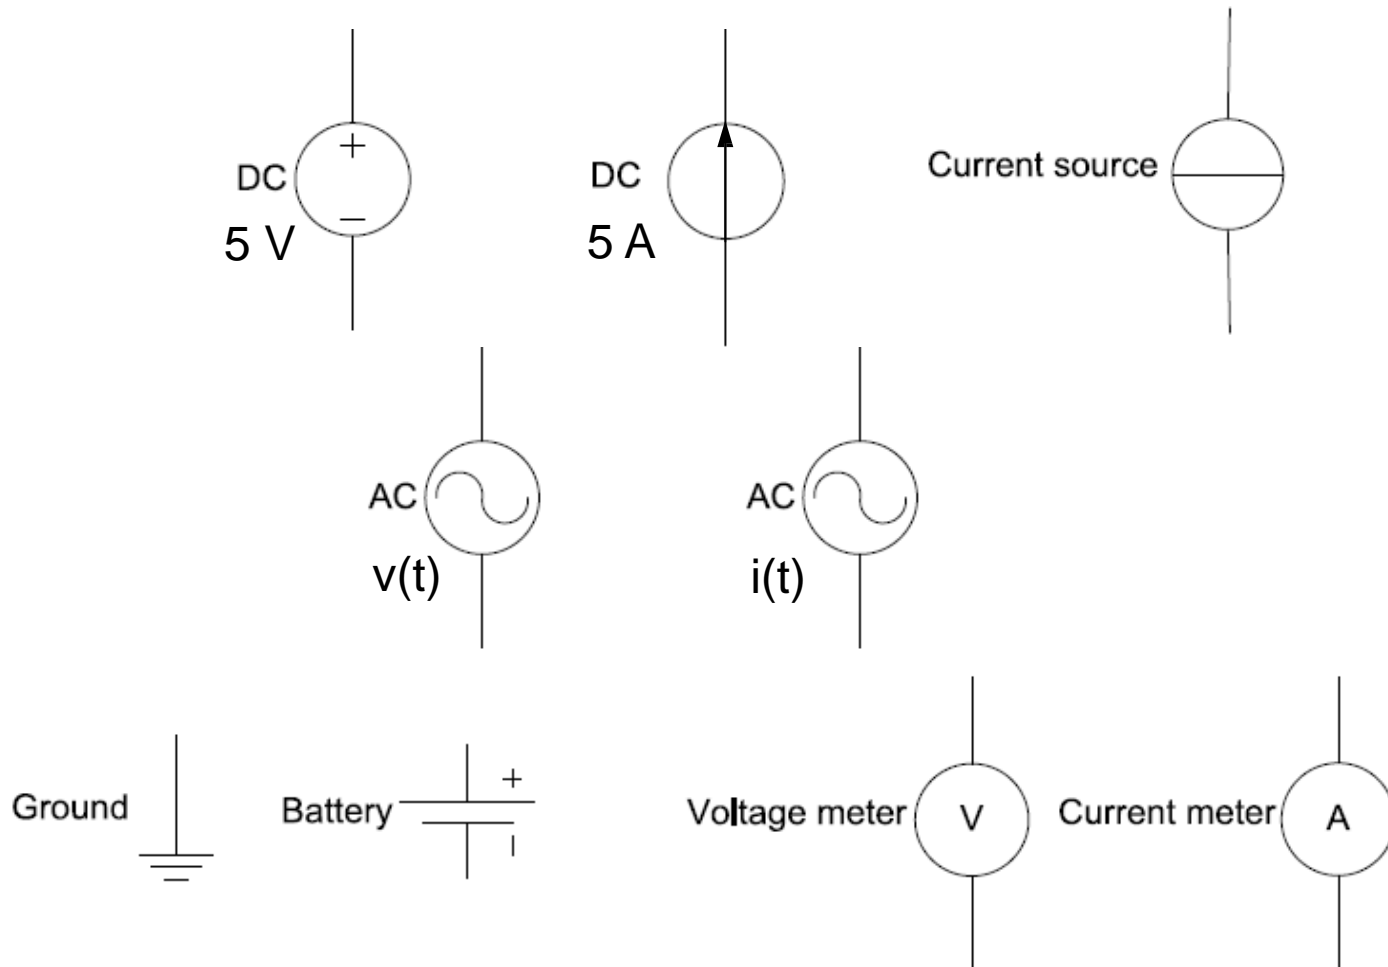 DC
+
−
5 V
DC
5 A
Current source
AC
v(t)
AC
i(t)
Ground
Battery
+
−
Voltage meter
V
Current meter
A